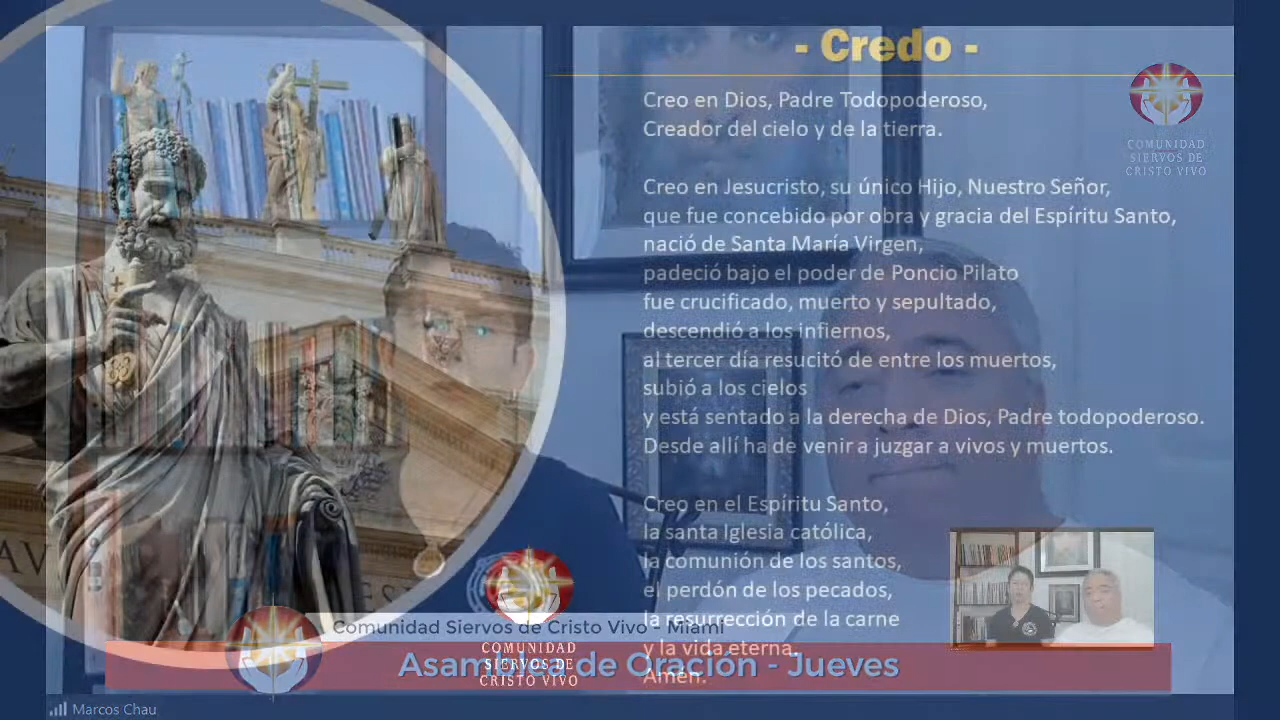 - Credo -
Creo en Dios, Padre Todopoderoso,
Creador del cielo y de la tierra.
Creo en Jesucristo, su único Hijo, Nuestro Señor,
que fue concebido por obra y gracia del Espíritu Santo,
nació de Santa María Virgen,
padeció bajo el poder de Poncio Pilato
fue crucificado, muerto y sepultado,
descendió a los infiernos,
al tercer día resucitó de entre los muertos,
subió a los cielos
y está sentado a la derecha de Dios, Padre todopoderoso.
Desde allí ha de venir a juzgar a vivos y muertos.
Creo en el Espíritu Santo,
la santa Iglesia católica,
la comunión de los santos,
el perdón de los pecados,
la resurrección de la carne
y la vida eterna.
Amén.
COMUNIDAD
SIERVOS DE
CRISTO VIVO
Comunidad Siervos de Cristo Vivo - Miami
Asamblea de Oración - Jueves
COMUNIDAD
SIERVOS DE
CRISTO VIVO
Marcos Chau